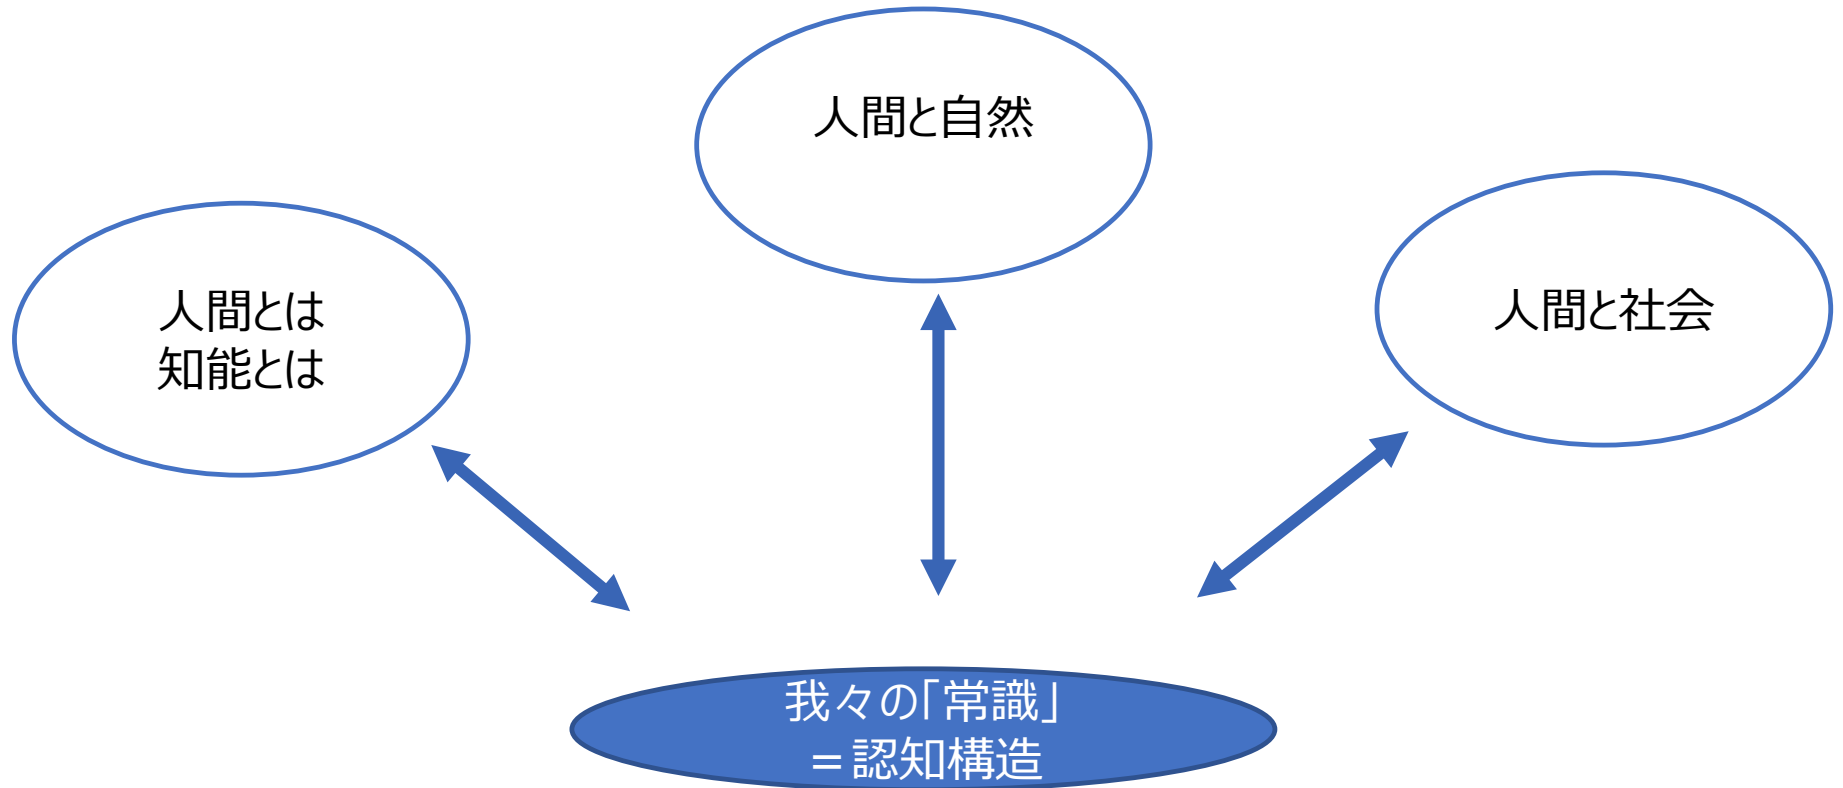 人間と自然
人間とは
知能とは
人間と社会
我々の「常識」
= 認知構造